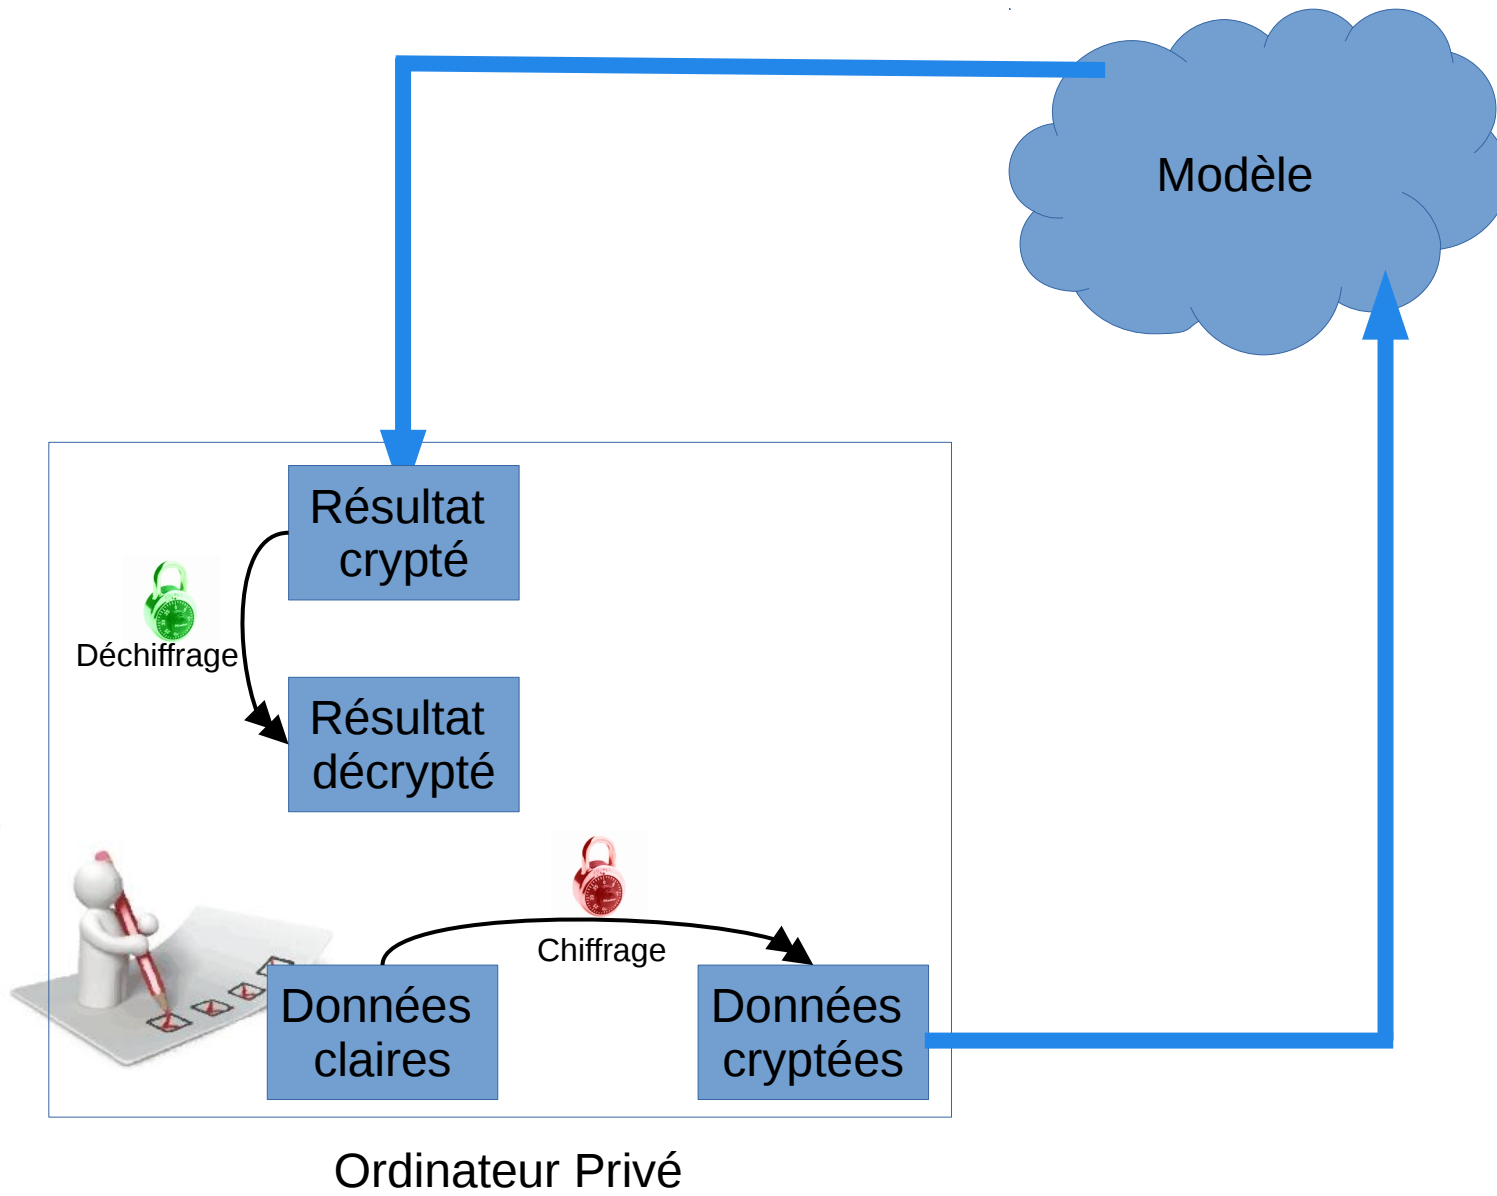 Modèle
Résultat
crypté
Déchiffrage
Résultat
décrypté
Chiffrage
Données
claires
Données
cryptées
Ordinateur Privé